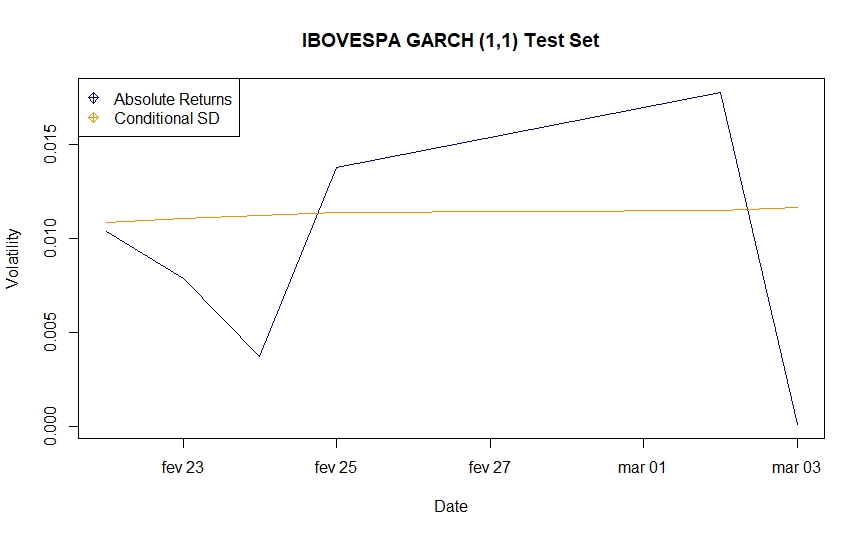 IBOVESPA GARCH (1,1) Test Set
Absolute Returns
Conditional SD
Volatility
0.015
0.010
0.005
0.000
fev 23
fev 25
fev 27
mar 01
mar 03
Date